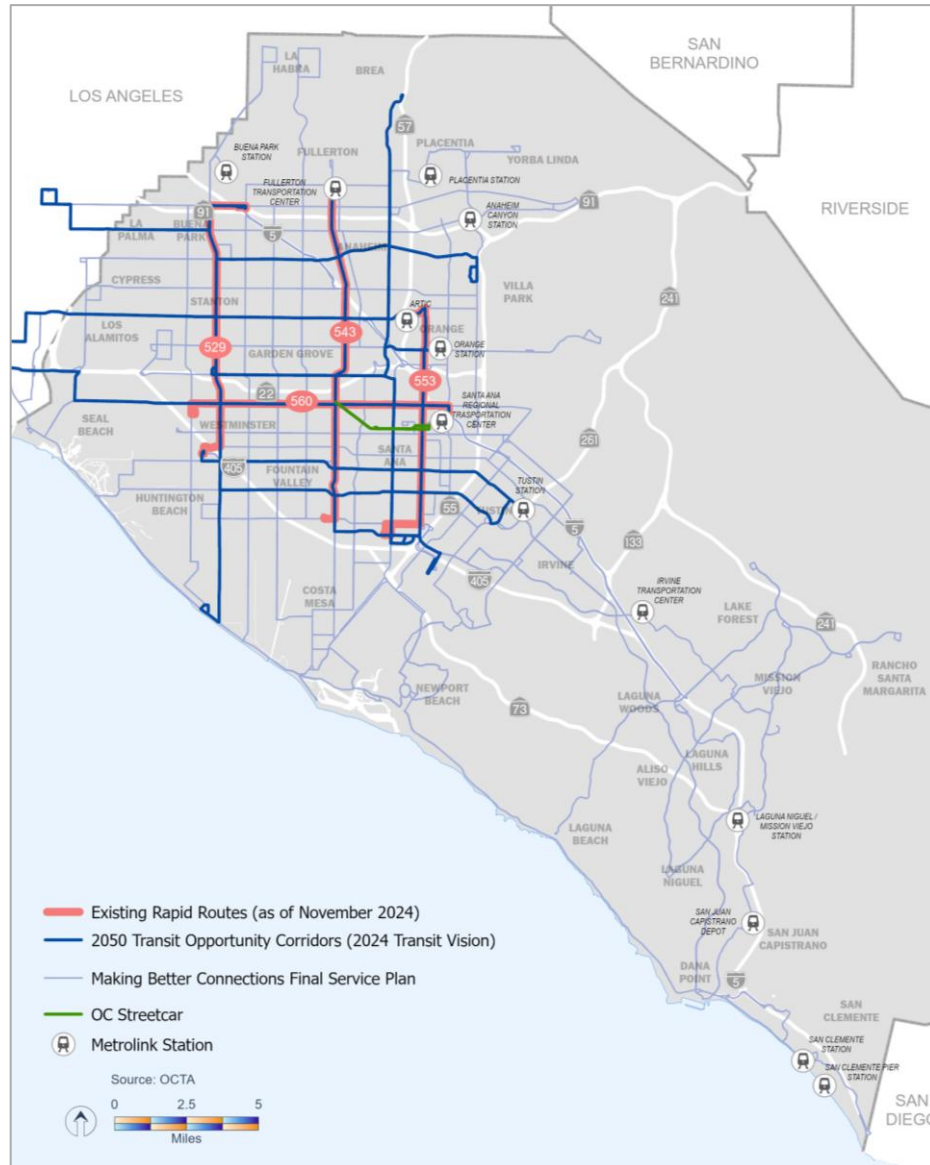 SAN
BERNARDINO
LA
HABRA
BREA
LOS ANGELES
57
PLACENTIA
BUENA PARK
STATION
FULLERTON
YORBA LINDA
FULLERTON
TRANSPORTATION
CENTER
PLACENTIA STATION
ANAHEIM
CANYON
STATION
91
RIVERSIDE
91
LA
PALMA
BUENA
PARK
5
ANAHEIM
CYPRESS
VILLA
PARK
STANTON
241
ARTIC
LOS
ALAMITOS
529
543
ORANGE
ORANGE
STATION
GARDEN GROVE
553
22
560
SANTA ANA
REGIONAL
TRASPORTATION
CENTER
SEAL
BEACH
WESTMINSTER
261
405
FOUNTAIN
VALLEY
SANTA
ANA
TUSTIN
STATION
HUNTINGTON
BEACH
55
TUSTIN
5
133
IRVINE
405
COSTA
MESA
IRVINE
TRANSPORTATION
CENTER
LAKE
FOREST
241
RANCHO
SANTA
MARGARITA
MISSION
VIEJO
NEWPORT
BEACH
LAGUNA
WOODS
73
LAGUNA
HILLS
ALISO
VIEJO
LAGUNA NIGUEL /
MISSION VIEJO
STATION
LAGUNA
BEACH
LAGUNA
NIGUEL
SAN JUAN
CAPISTRANO
DEPOT
SAN JUAN
CAPISTRANO
DANA
POINT
5
SAN
CLEMENTE
SAN CLEMENTE
STATION
SAN CLEMENTE PIER
STATION
SAN
DIEGO
Existing Rapid Routes (as of November 2024)
2050 Transit Opportunity Corridors (2024 Transit Vision)
Making Better Connections Final Service Plan
OC Streetcar
Metrolink Station
Source: OCTA
0 2.5 5
Miles